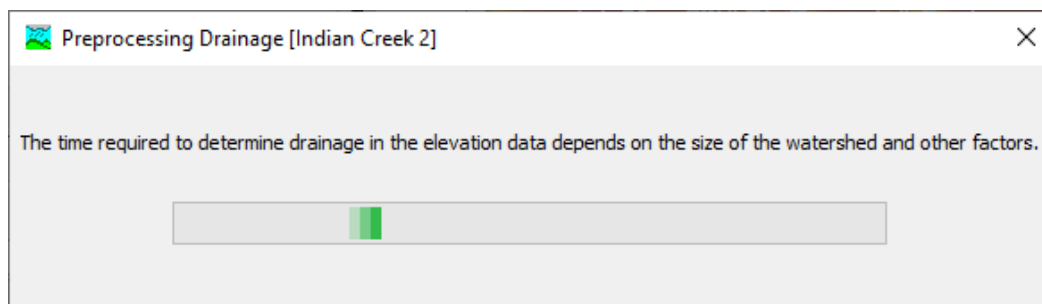 Preprocessing Drainage [Indian Creek 2]
The time required to determine drainage in the elevation data depends on the size of the watershed and other factors.